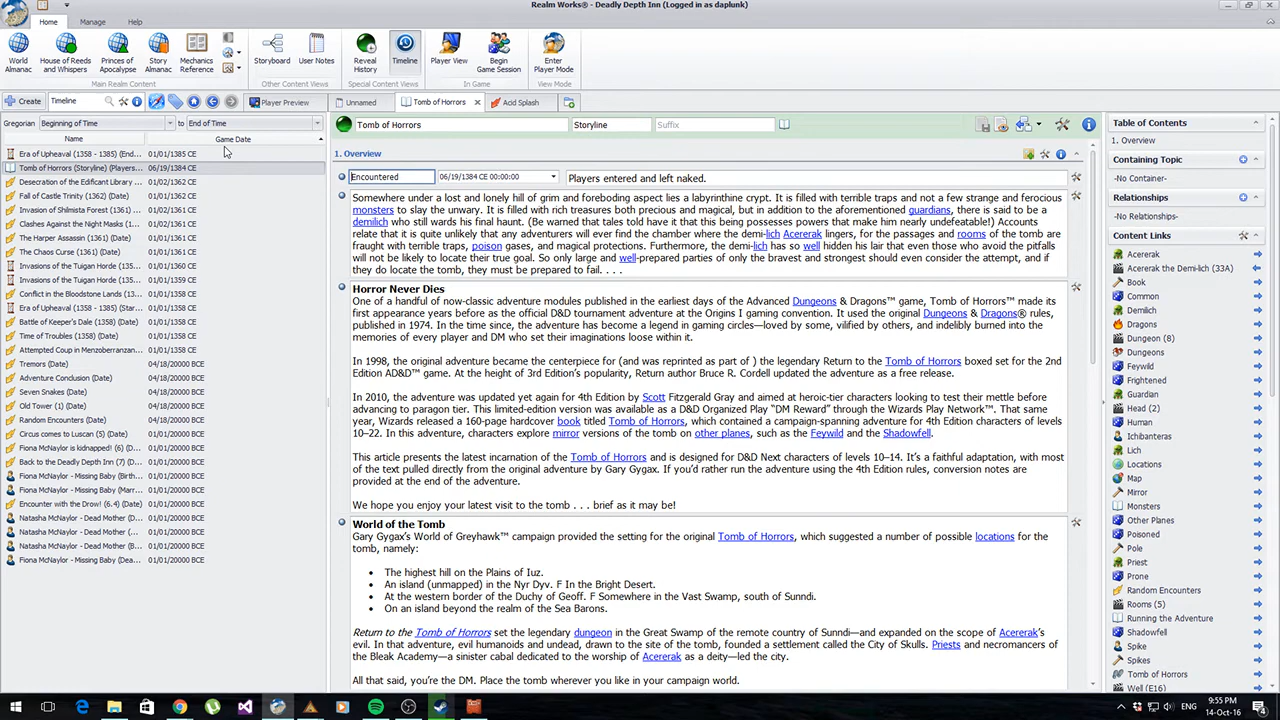 Realm Works® - Deadly Depth Inn (Logged in as daplunk)
Home
Manage
Help
World
Almanac
House of Reeds
and Whispers
Princes of
Apocalypse
Story
Almanac
Mechanics
Reference
Storyboard
User Notes
Reveal
History
Timeline
Player View
Begin
Game Session
Enter
Player Mode
Main Realm Content
Other Content Views
Special Content Views
In Game
View Mode
Create
Timeline
Player Preview
Unnamed
Tomb of Horrors
Acid Splash
Gregorian
Beginning of Time
End of Time
Name
Game Date
Era of Upheaval (1358 - 1385) (End... 01/01/1385 CE
Tomb of Horrors (Storyline) (Players... 06/19/1384 CE
Desecration of the Edificant Library ... 01/02/1362 CE
Fall of Castle Trinity (1362) (Date) 01/01/1362 CE
Invasion of Shilmista Forest (1361) ... 01/01/1361 CE
Clashes Against the Night Masks (1... 01/01/1361 CE
The Harper Assassin (1361) (Date) 01/01/1361 CE
The Chaos Curse (1361) (Date) 01/01/1361 CE
Invasions of the Tuigan Horde (135... 01/01/1360 CE
Invasions of the Tuigan Horde (135... 01/01/1359 CE
Conflict in the Bloodstone Lands (13... 01/01/1358 CE
Era of Upheaval (1358 - 1385) (Star... 01/01/1358 CE
Battle of Keeper's Dale (1358) (Date) 01/01/1358 CE
Time of Troubles (1358) (Date) 01/01/1358 CE
Attempted Coup in Menzoberranzan... 01/01/1358 CE
Tremors (Date) 04/18/20000 BCE
Adventure Conclusion (Date) 04/18/20000 BCE
Seven Snakes (Date) 04/18/20000 BCE
Old Tower (1) (Date) 04/18/20000 BCE
Random Encounters (Date) 04/18/20000 BCE
Circus comes to Luscan (5) (Date) 01/01/20000 BCE
Fiona McNaylor is kidnapped! (6) (D... 01/01/20000 BCE
Back to the Deadly Depth Inn (7) (D... 01/01/20000 BCE
Fiona McNaylor - Missing Baby (Birth... 01/01/20000 BCE
Fiona McNaylor - Missing Baby (Marr... 01/01/20000 BCE
Encounter with the Drow! (6.4) (Date) 01/01/20000 BCE
Natasha McNaylor - Dead Mother (D... 01/01/20000 BCE
Natasha McNaylor - Dead Mother (... 01/01/20000 BCE
Natasha McNaylor - Dead Mother (B... 01/01/20000 BCE
Fiona McNaylor - Missing Baby (Dea... 01/01/20000 BCE
Tomb of Horrors
Storyline
Suffix
1. Overview
Encountered
06/19/1384 CE 00:00:00
Players entered and left naked.
Somewhere under a lost and lonely hill of grim and foreboding aspect lies a labyrinthine crypt. It is filled with terrible traps and not a few strange and ferocious
monsters to slay the unwary. It is filled with rich treasures both precious and magical, but in addition to the aforementioned guardians, there is said to be a
demilich who still wards his final haunt. (Be warned that tales told have it that this being possesses powers that make him nearly undefeatable!) Accounts
relate that it is quite unlikely that any adventurers will ever find the chamber where the demi-lich Acererak lingers, for the passages and rooms of the tomb are
fraught with terrible traps, poison gases, and magical protections. Furthermore, the demi-lich has so well hidden his lair that even those who avoid the pitfalls
will not be likely to locate their true goal. So only large and well-prepared parties of only the bravest and strongest should even consider the attempt, and if
they do locate the tomb, they must be prepared to fail. . . .
Horror Never Dies
One of a handful of now-classic adventure modules published in the earliest days of the Advanced Dungeons & Dragons™ game, Tomb of Horrors™ made its
first appearance years before as the official D&D tournament adventure at the Origins I gaming convention. It used the original Dungeons & Dragons® rules,
published in 1974. In the time since, the adventure has become a legend in gaming circles—loved by some, vilified by others, and indelibly burned into the
memories of every player and DM who set their imaginations loose within it.
In 1998, the original adventure became the centerpiece for (and was reprinted as part of) the legendary Return to the Tomb of Horrors boxed set for the 2nd
Edition AD&D™ game. At the height of 3rd Edition's popularity, Return author Bruce R. Cordell updated the adventure as a free release.
In 2010, the adventure was updated yet again for 4th Edition by Scott Fitzgerald Gray and aimed at heroic-tier characters looking to test their mettle before
advancing to paragon tier. This limited-edition version was available as a D&D Organized Play "DM Reward" through the Wizards Play Network™. That same
year, Wizards released a 160-page hardcover book titled Tomb of Horrors, which contained a campaign-spanning adventure for 4th Edition characters of levels
10–22. In this adventure, characters explore mirror versions of the tomb on other planes, such as the Feywild and the Shadowfell.
This article presents the latest incarnation of the Tomb of Horrors and is designed for D&D Next characters of levels 10–14. It's a faithful adaptation, with most
of the text pulled directly from the original adventure by Gary Gygax. If you'd rather run the adventure using the 4th Edition rules, conversion notes are
provided at the end of the adventure.
We hope you enjoy your latest visit to the tomb . . . brief as it may be!
World of the Tomb
Gary Gygax's World of Greyhawk™ campaign provided the setting for the original Tomb of Horrors, which suggested a number of possible locations for the
tomb, namely:
• The highest hill on the Plains of Iuz.
• An island (unmapped) in the Nyr Dyv. F In the Bright Desert.
• At the western border of the Duchy of Geoff. F Somewhere in the Vast Swamp, south of Sunndi.
• On an island beyond the realm of the Sea Barons.
Return to the Tomb of Horrors set the legendary dungeon in the Great Swamp of the remote country of Sunndi—and expanded on the scope of Acererak's
evil. In that adventure, evil humanoids and undead, drawn to the site of the tomb, founded a settlement called the City of Skulls. Priests and necromancers of
the Bleak Academy—a sinister cabal dedicated to the worship of Acererak as a deity—led the city.
All that said, you're the DM. Place the tomb wherever you like in your campaign world.
Table of Contents
1. Overview
Containing Topic
-No Container-
Relationships
-No Relationships-
Content Links
Acererak
Acererak the Demi-lich (33A)
Book
Common
Demilich
Dragons
Dungeon (8)
Dungeons
Feywild
Frightened
Guardian
Head (2)
Human
Ichibanteras
Lich
Locations
Map
Mirror
Monsters
Other Planes
Poisoned
Pole
Priest
Prone
Random Encounters
Rooms (5)
Running the Adventure
Shadowfell
Spike
Spikes
Tomb of Horrors
Well (E16)
9:55 PM
14-Oct-16